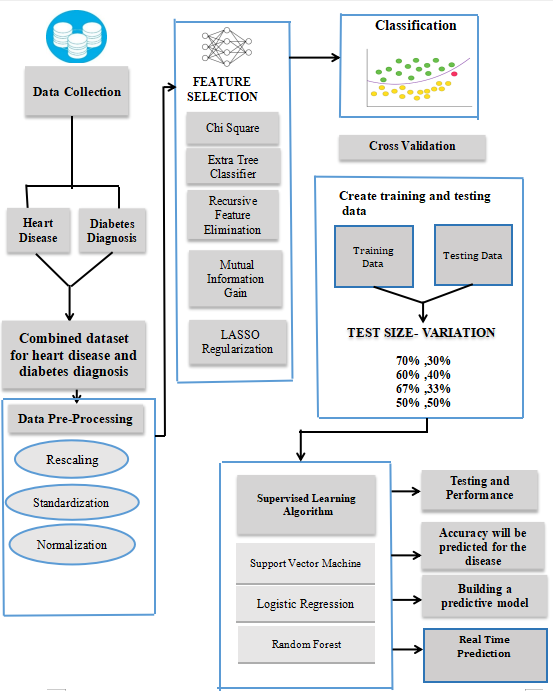 Data Collection
Heart
Disease
Diabetes
Diagnosis
Combined dataset
for heart disease and
diabetes diagnosis
Data Pre-Processing
Rescaling
Standardization
Normalization
FEATURE
SELECTION
Chi Square
Extra Tree
Classifier
Recursive
Feature
Elimination
Mutual
Information
Gain
LASSO
Regularization
Classification
Cross Validation
Create training and testing
data
Training
Data
Testing Data
TEST SIZE- VARIATION
70% ,30%
60% ,40%
67% ,33%
50% ,50%
Supervised Learning
Algorithm
Support Vector Machine
Logistic Regression
Random Forest
Testing and
Performance
Accuracy will be
predicted for the
disease
Building a
predictive model
Real Time
Prediction